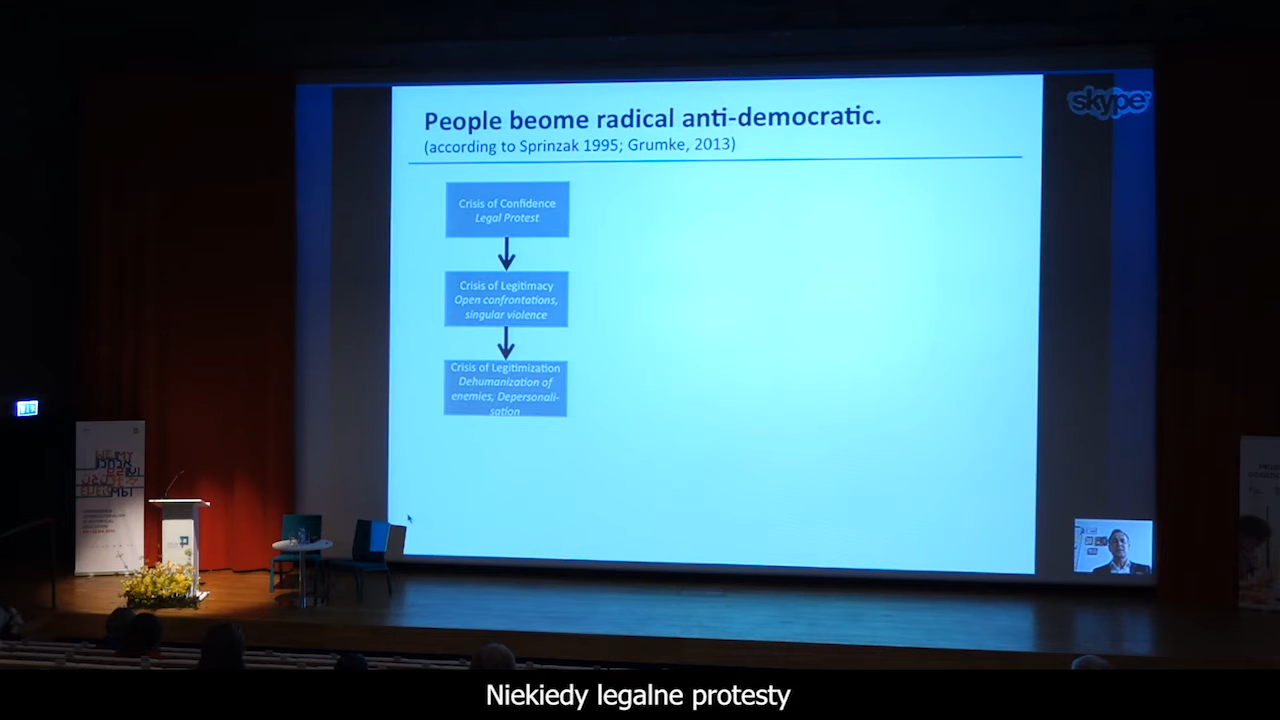 skype
People beome radical anti-democratic.
(according to Sprinzak 1995; Grumke, 2013)
Crisis of Confidence
Legal Protest
Crisis of Legitimacy
Open confrontations,
singular violence
Crisis of Legitimization
Dehumanization of
enemies, Depersonali-
sation
Niekiedy legalne protesty